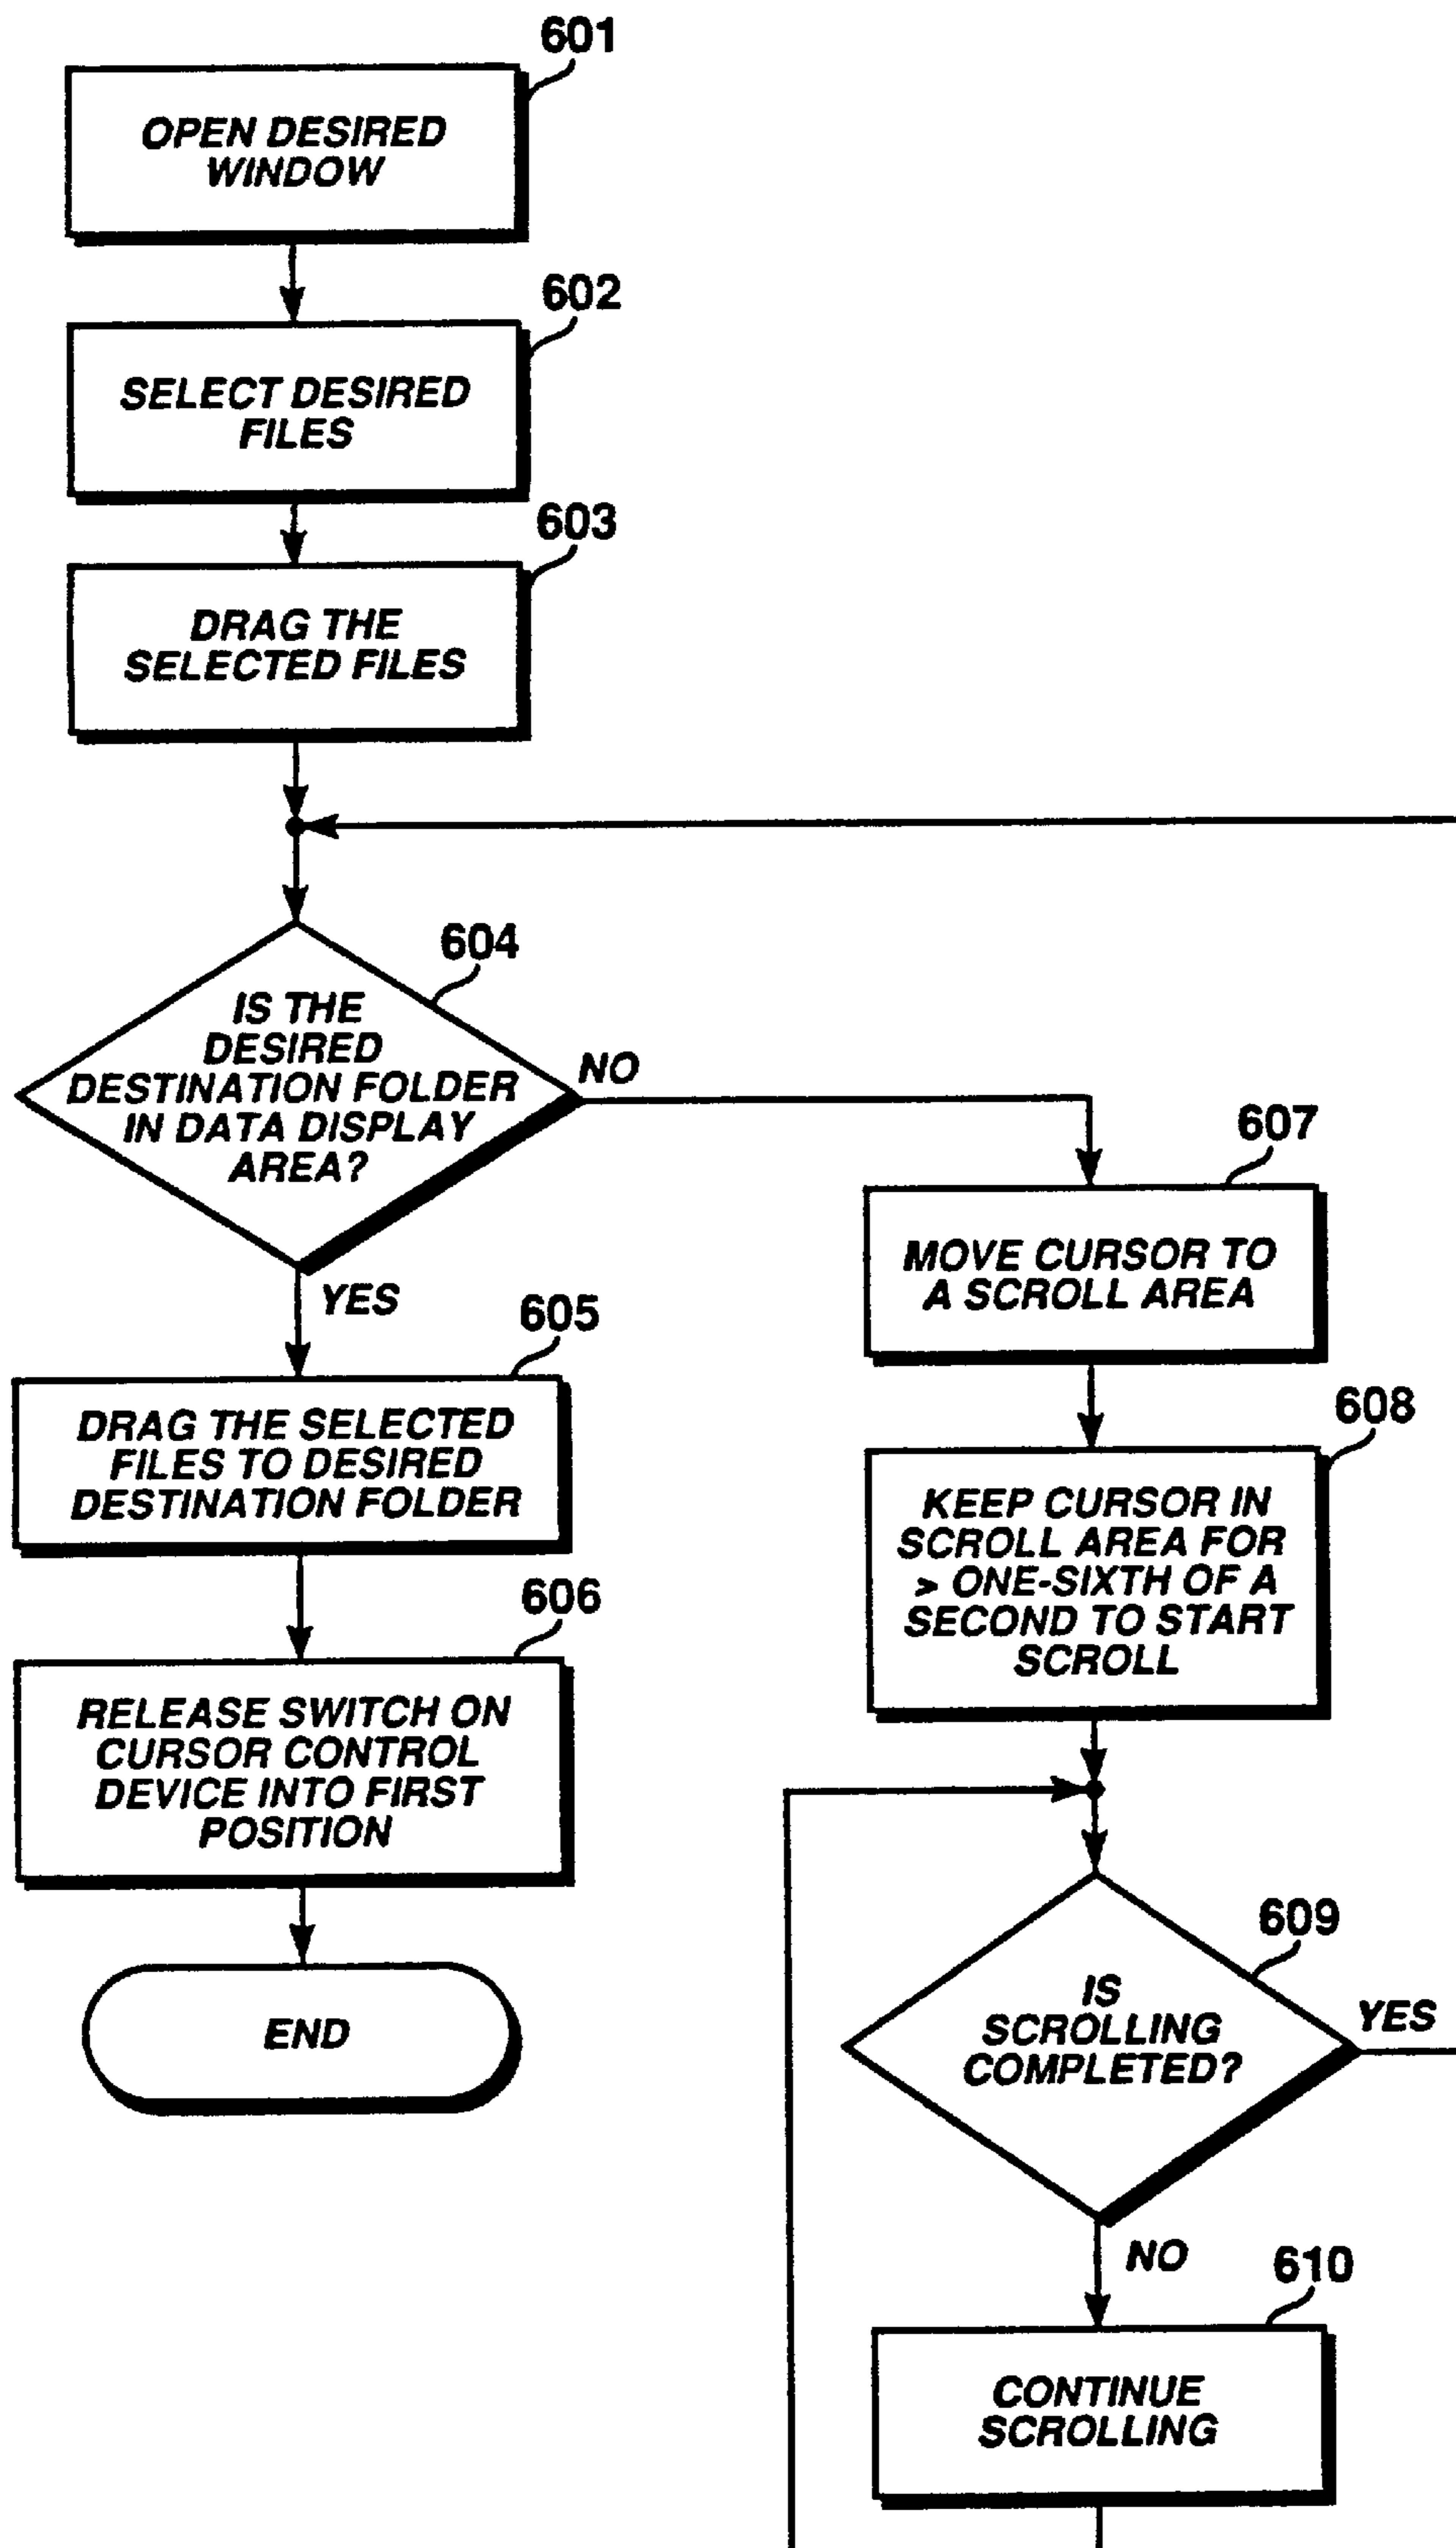 601
OPEN DESIRED
WINDOW
602
SELECT DESIRED
FILES
603
DRAG THE
SELECTED FILES
604
IS THE
DESIRED
DESTINATION FOLDER
IN DATA DISPLAY
AREA?
NO
YES
605
DRAG THE SELECTED
FILES TO DESIRED
DESTINATION FOLDER
606
RELEASE SWITCH ON
CURSOR CONTROL
DEVICE INTO FIRST
POSITION
END
607
MOVE CURSOR TO
A SCROLL AREA
608
KEEP CURSOR IN
SCROLL AREA FOR
> ONE-SIXTH OF A
SECOND TO START
SCROLL
609
IS
SCROLLING
COMPLETED?
YES
NO
610
CONTINUE
SCROLLING